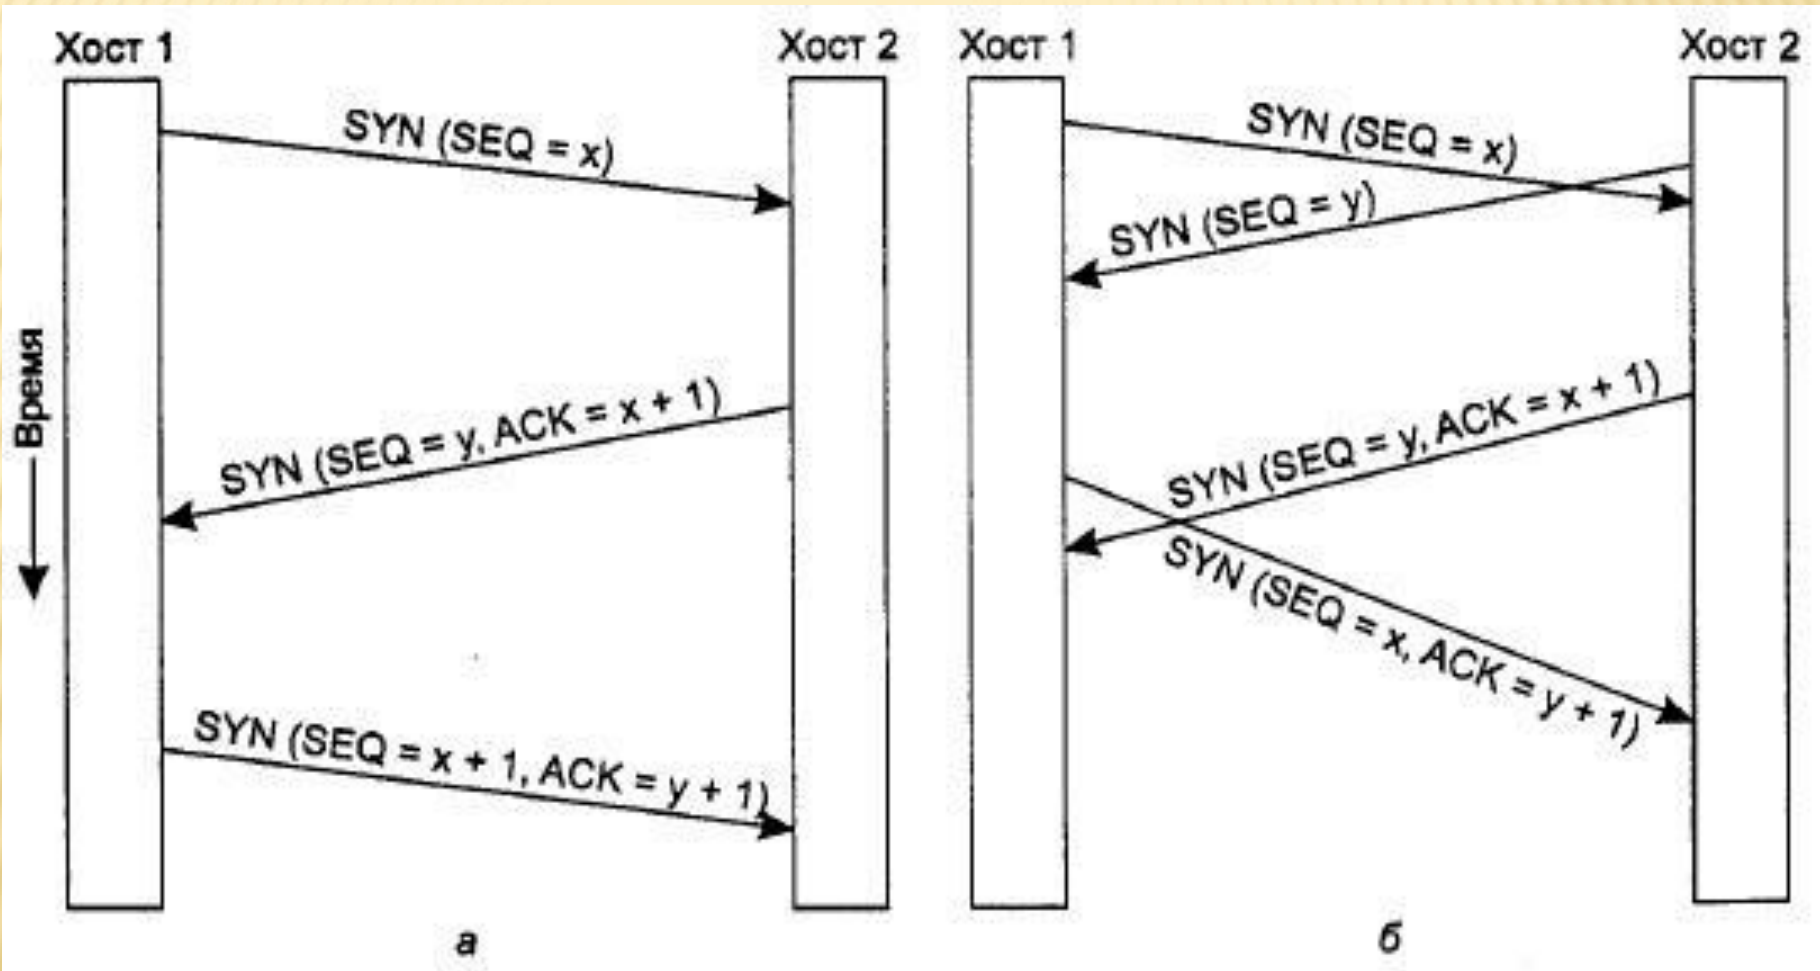 Хост 1
Хост 2
SYN (SEQ = x)
SYN (SEQ = y, ACK = x + 1)
SYN (SEQ = x + 1, ACK = y + 1)
Время
а
Хост 1
Хост 2
SYN (SEQ = x)
SYN (SEQ = y)
SYN (SEQ = y, ACK = x + 1)
SYN (SEQ = x, ACK = y + 1)
б